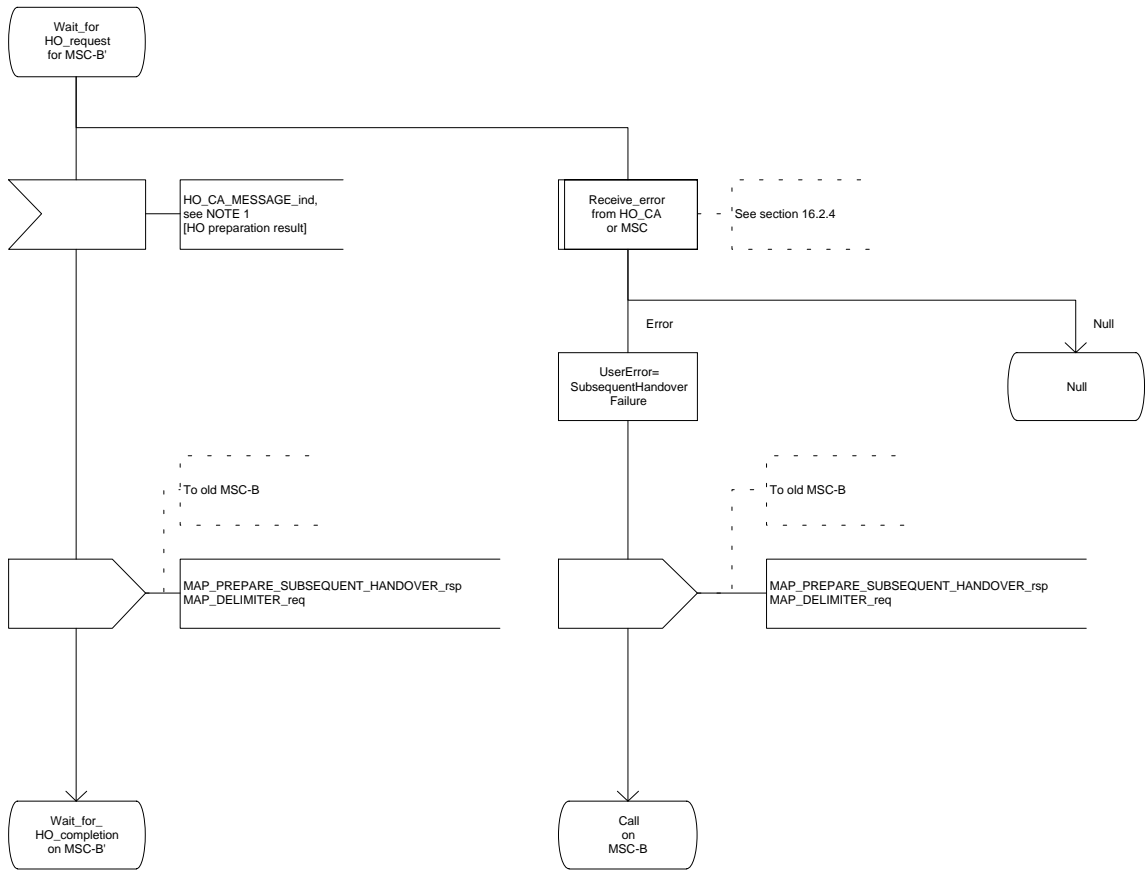 Wait_for
HO_request
for MSC-B'
HO_CA_MESSAGE_ind,
see NOTE 1
[HO preparation result]
Receive_error
from HO_CA
or MSC
See section 16.2.4
Error
Null
UserError=
SubsequentHandover
Failure
Null
To old MSC-B
To old MSC-B
MAP_PREPARE_SUBSEQUENT_HANDOVER_rsp
MAP_DELIMITER_req
MAP_PREPARE_SUBSEQUENT_HANDOVER_rsp
MAP_DELIMITER_req
Wait_for_
HO_completion
on MSC-B'
Call
on
MSC-B